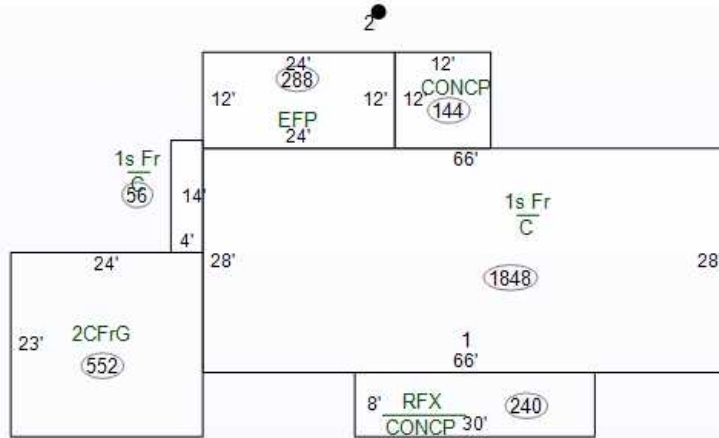 2
24'
288
12'
12'
EFP
24'
12'
CONCP
12'
144
66'
1s Fr
C
56
14'
4'
1s Fr
C
24'
28'
28'
1848
23'
2CFrG
552
1
66'
8'
RFX
CONCP
30'
240